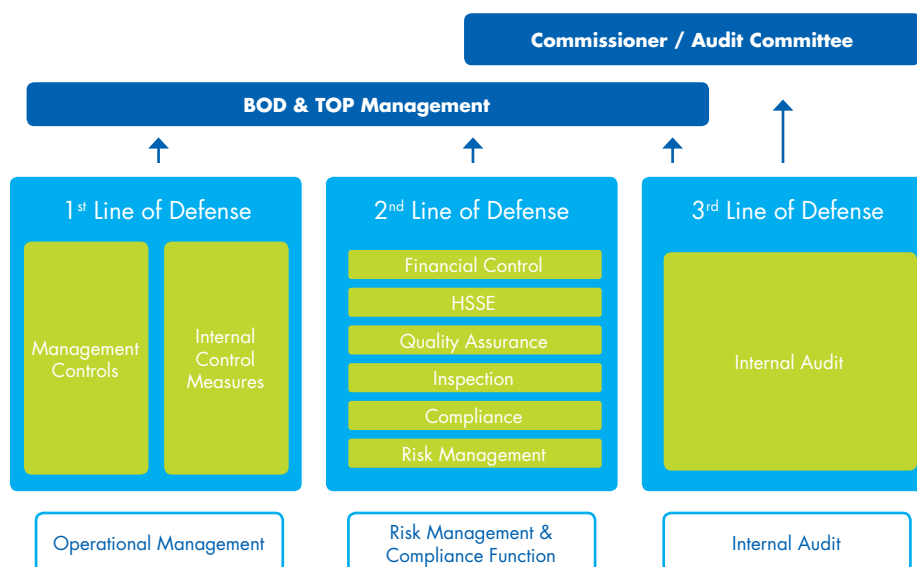 Commissioner / Audit Committee
BOD & TOP Management
1st Line of Defense
Management
Controls
Internal
Control
Measures
2nd Line of Defense
Financial Control
HSSE
Quality Assurance
Inspection
Compliance
Risk Management
3rd Line of Defense
Internal Audit
Operational Management
Risk Management &
Compliance Function
Internal Audit